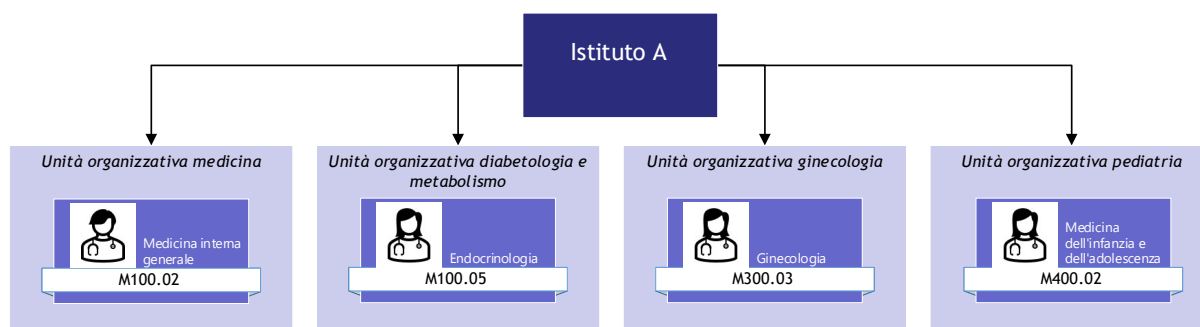 Istituto A
Unità organizzativa medicina
Medicina interna
generale
M100.02
Unità organizzativa diabetologia e
metabolismo
Endocrinologia
M100.05
Unità organizzativa ginecologia
Ginecologia
M300.03
Unità organizzativa pediatria
Medicina
dell'infanzia e
dell'adolescenza
M400.02